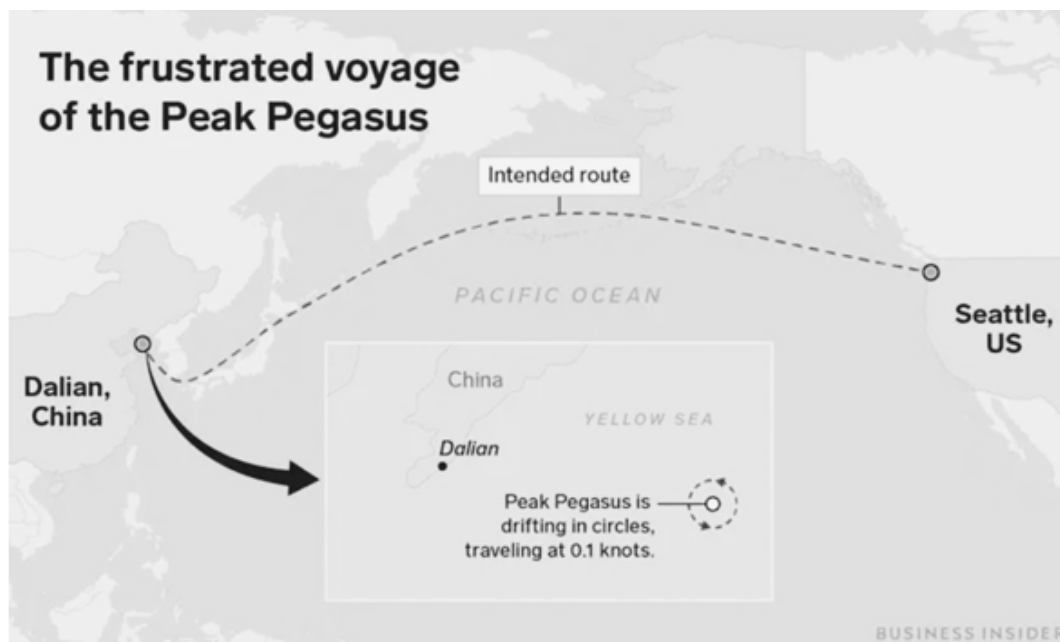 The frustrated voyage
of the Peak Pegasus
Intended route
PACIFIC OCEAN
Seattle,
US
Dalian,
China
China
YELLOW SEA
Dalian
Peak Pegasus is
drifting in circles,
traveling at 0.1 knots.
BUSINESS INSIDER